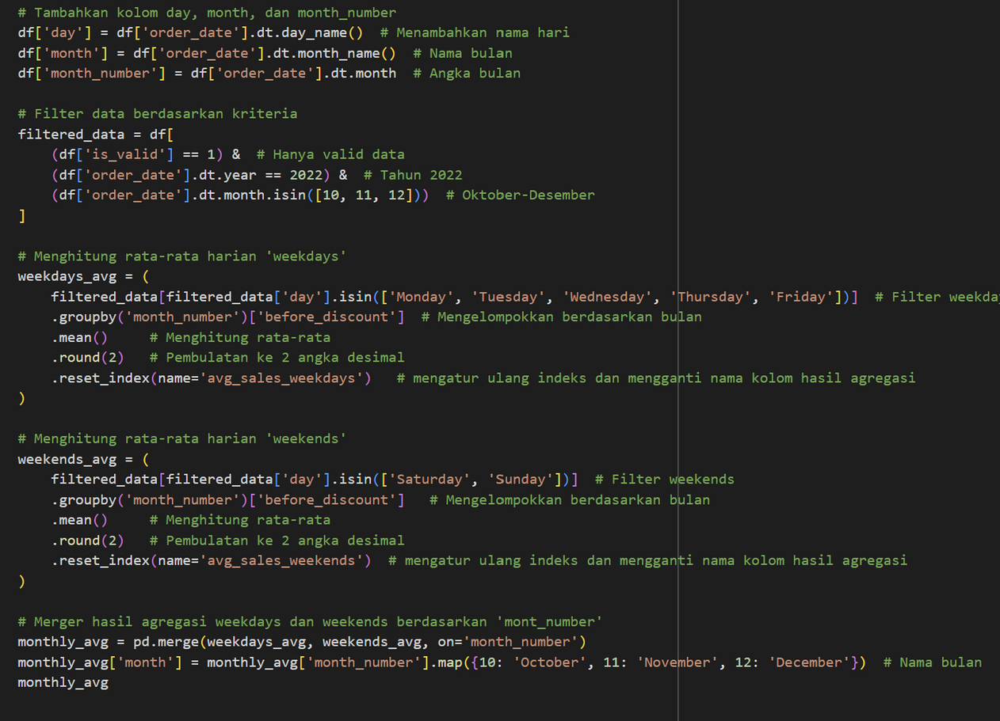 # Tambahkan kolom day, month, dan month_number
df['day'] = df['order_date'].dt.day_name()  # Menambahkan nama hari
df['month'] = df['order_date'].dt.month_name()  # Nama bulan
df['month_number'] = df['order_date'].dt.month  # Angka bulan

# Filter data berdasarkan kriteria
filtered_data = df[
    (df['is_valid'] == 1) &  # Hanya valid data
    (df['order_date'].dt.year == 2022) &  # Tahun 2022
    (df['order_date'].dt.month.isin([10, 11, 12]))  # Oktober-Desember
]

# Menghitung rata-rata harian 'weekdays'
weekdays_avg = (
    filtered_data[filtered_data['day'].isin(['Monday', 'Tuesday', 'Wednesday', 'Thursday', 'Friday'])]  # Filter weekda
    .groupby('month_number')['before_discount']  # Mengelompokkan berdasarkan bulan
    .mean()     # Menghitung rata-rata
    .round(2)   # Pembulatan ke 2 angka desimal
    .reset_index(name='avg_sales_weekdays')   # mengatur ulang indeks dan mengganti nama kolom hasil agregasi
)

# Menghitung rata-rata harian 'weekends'
weekends_avg = (
    filtered_data[filtered_data['day'].isin(['Saturday', 'Sunday'])]  # Filter weekends
    .groupby('month_number')['before_discount']   # Mengelompokkan berdasarkan bulan
    .mean()     # Menghitung rata-rata
    .round(2)   # Pembulatan ke 2 angka desimal
    .reset_index(name='avg_sales_weekends')  # mengatur ulang indeks dan mengganti nama kolom hasil agregasi
)

# Merger hasil agregasi weekdays dan weekends berdasarkan 'mont_number'
monthly_avg = pd.merge(weekdays_avg, weekends_avg, on='month_number')
monthly_avg['month'] = monthly_avg['month_number'].map({10: 'October', 11: 'November', 12: 'December'})  # Nama bulan
monthly_avg